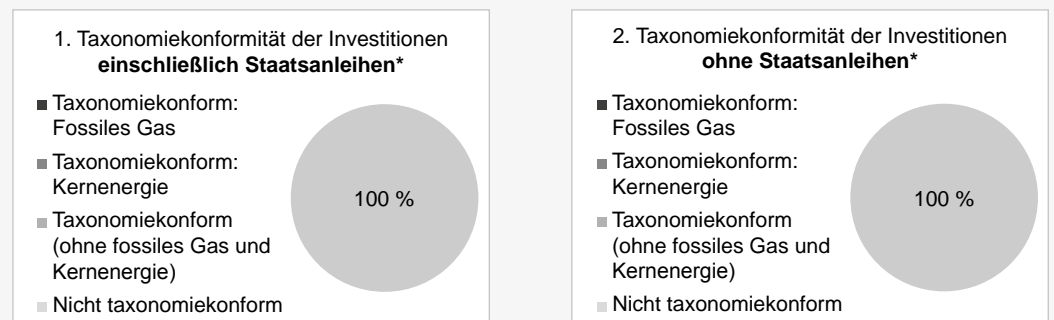 1. Taxonomiekonformität der Investitionen
einschließlich Staatsanleihen*
Taxonomiekonform:
Fossiles Gas
Taxonomiekonform:
Kernenergie
Taxonomiekonform
(ohne fossiles Gas und
Kernenergie)
Nicht taxonomiekonform
100 %
2. Taxonomiekonformität der Investitionen
ohne Staatsanleihen*
Taxonomiekonform:
Fossiles Gas
Taxonomiekonform:
Kernenergie
Taxonomiekonform
(ohne fossiles Gas und
Kernenergie)
Nicht taxonomiekonform
100 %